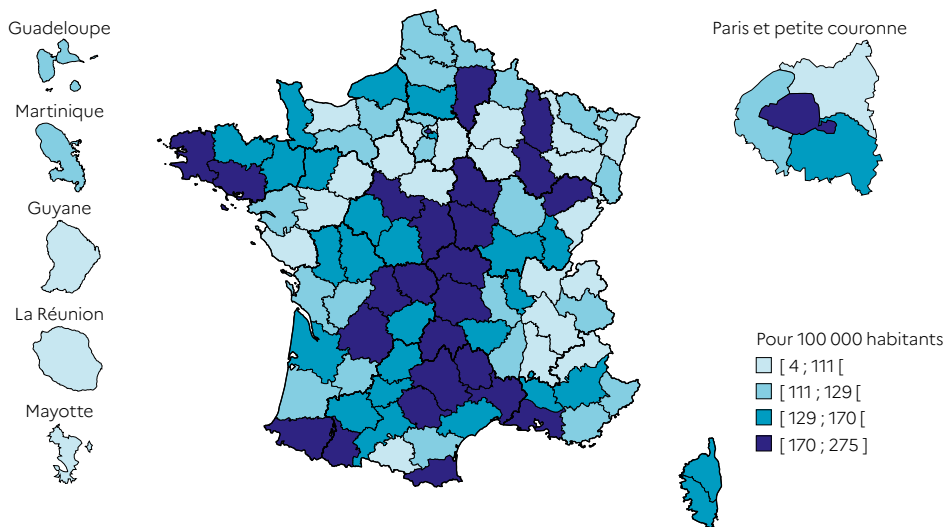 Guadeloupe
Martinique
Guyane
La Réunion
Mayotte
Paris et petite couronne
Pour 100 000 habitants
[ 4 ; 111 [
[ 111 ; 129 [
[ 129 ; 170 [
[ 170 ; 275 ]